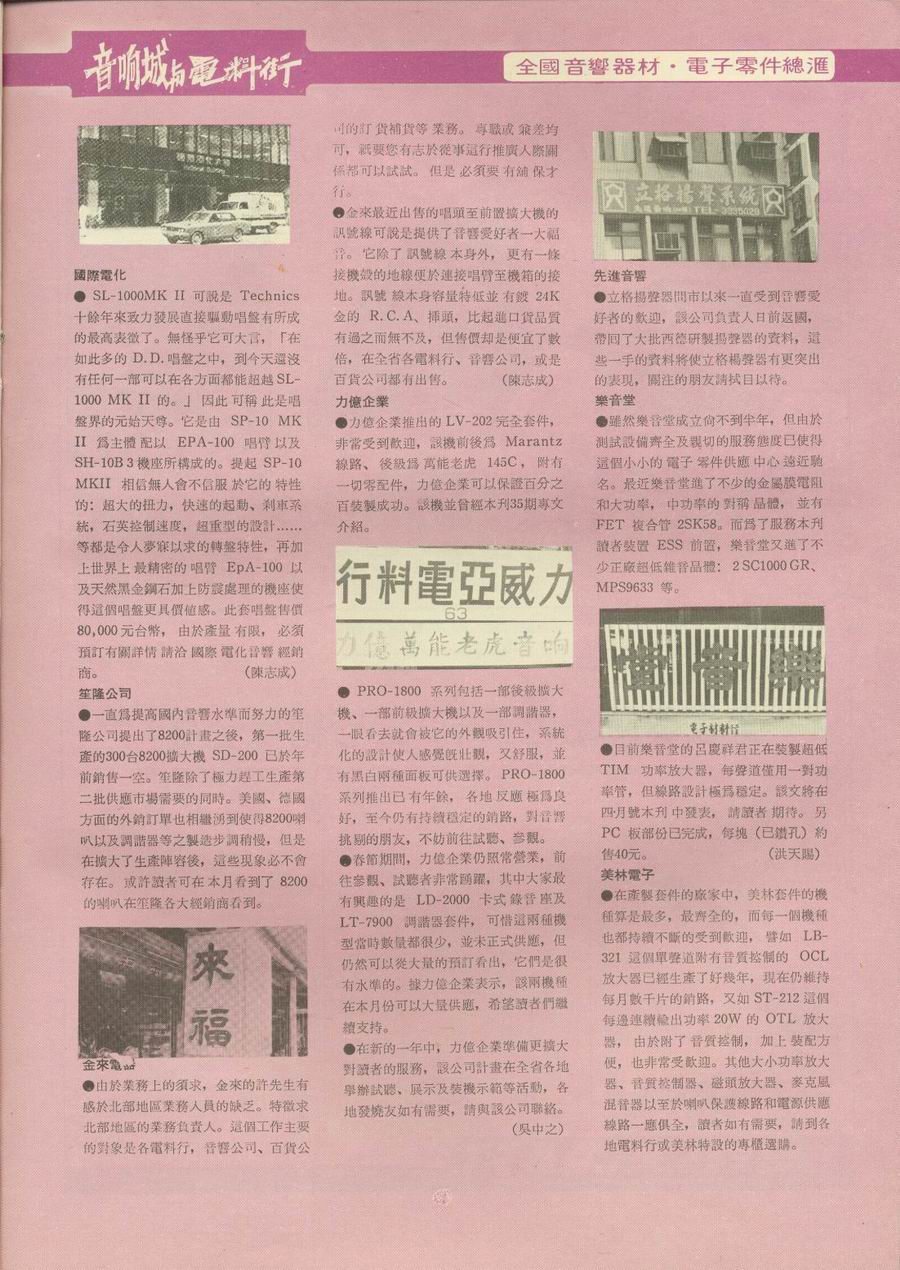 音响城與電料街
全國音響器材・電子零件總滙
國際電化
● SL-1000MK II 可說是 Technics
十餘年來致力發展直接驅動唱盤有所成
的最高表徵了。無怪乎它可大言，「在
如此多的 D.D.唱盤之中，到今天還沒
有任何一部可以在各方面都能超越SL-
1000 MK II 的。」因此可稱此是唱
盤界的元始天尊。它是由 SP-10 MK
II 爲主體配以 EPA-100 唱臂以及
SH-10B3機座所構成的。提起 SP-10
MKII 相信無人會不信服於它的特性
的：超大的扭力，快速的起動、刹車系
統，石英控制速度，超重型的設計……
等都是令人夢寐以求的轉盤特性，再加
上世界上最精密的唱臂 EpA-100 以
及天然黑金鋼石加上防震處理的機座使
得這個唱盤更具價值感。此套唱盤售價
80,000元台幣，由於產量有限，必須
預訂有關詳情請洽國際電化音響經銷
商。（陳志成）
笙隆公司
●一直爲提高國內音響水準而努力的笙
隆公司提出了8200計畫之後，第一批生
產的300台8200擴大機 SD-200 已於年
前銷售一空。笙隆除了極力趕工生產第
二批供應市場需要的同時。美國、德國
方面的外銷訂單也相繼湧到使得8200喇
叭以及調諧器等之製造步調稍慢，但是
在擴大了生產陣容後，這些現象必不會
存在。或許讀者可在本月看到了 8200
的喇叭在笙隆各大經銷商看到。
來
福
金來電器
●由於業務上的須求，金來的許先生有
感於北部地區業務人員的缺乏。特徵求
北部地區的業務負責人。這個工作主要
的對象是各電料行，音響公司、百貨公
司的訂貨補貨等業務。專職或兼差均
可，祇要您有志於從事這行推廣人際關
係都可以試試。但是必須要有舖保才
行。
●金來最近出售的唱頭至前置擴大機的
訊號線可說是提供了音響愛好者一大福
音。它除了訊號線本身外，更有一條
接機殼的地線便於連接唱臂至機箱的接
地。訊號線本身容量特低並有鍍 24K
金的 R.C.A、揷頭，比起進口貨品質
有過之而無不及，但售價却是便宜了數
倍，在全省各電料行、音響公司，或是
百貨公司都有出售。（陳志成）
力億企業
●力億企業推出的 LV-202 完全套件，
非常受到歡迎，該機前後爲 Marantz
線路、後級爲萬能老虎 145C，附有
一切零配件，力億企業可以保證百分之
百裝製成功。該機並曾經本刋35期專文
介紹。
行料電亞威力
63
力億萬能老虎音响
● PRO-1800 系列包括一部後級擴大
機、一部前級擴大機以及一部調諧器，
一眼看去就會被它的外觀吸引住，系統
化的設計使人感覺旣壯觀，又舒服，並
有黑白兩種面板可供選擇。PRO-1800
系列推出已有年餘，各地反應極爲良
好，至今仍有持續穩定的銷路，對音響
挑剔的朋友，不妨前往試聽、參觀。
●春節期間，力億企業仍照常營業，前
往參觀、試聽者非常踴躍，其中大家最
有興趣的是 LD-2000 卡式錄音座及
LT-7900 調諧器套件，可惜這兩種機
型當時數量都很少，並未正式供應，但
仍然可以從大量的預訂看出，它們是很
有水準的。據力億企業表示，該兩機種
在本月份可以大量供應，希望讀者們繼
續支持。
●在新的一年中，力億企業準備更擴大
對讀者的服務，該公司計畫在全省各地
舉辦試聽、展示及裝機示範等活動，各
地發燒友如有需要，請與該公司聯絡。
（吳中之）
立格揚聲系統
先進音響
●立格揚聲器問市以來一直受到音響愛
好者的歡迎，該公司負責人日前返國，
帶囘了大批西德研製揚聲器的資料，這
些一手的資料將使立格楊聲器有更突出
的表現，關注的朋友請拭目以待。
樂音堂
●雖然樂音堂成立尙不到半年，但由於
測試設備齊全及親切的服務態度已使得
這個小小的電子零件供應中心遠近馳
名。最近樂音堂進了不少的金屬膜電阻
和大功率，中功率的對稱晶體，並有
FET 複合管 2SK58。而爲了服務本刋
讀者裝置 ESS 前置，樂音堂又進了不
少正廠超低雜音晶體：2SC1000GR、
MPS9633 等。
堂音樂
電子材料行
●目前樂音堂的呂慶祥君正在裝製超低
TIM 功率放大器，每聲道僅用一對功
率管，但線路設計極爲穩定。該文將在
四月號本刋中發表，請讀者期待。另
PC 板部份已完成，每塊（已鑽孔）約
售40元。（洪天賜）
美林電子
●在產製套件的廠家中，美林套件的機
種算是最多，最齊全的，而每一個機種
也都持續不斷的受到歡迎，譬如 LB-
321 這個單聲道附有音質控制的 OCL
放大器已經生產了好幾年，現在仍維持
每月數千片的銷路，又如 ST-212 這個
每邊連續輸出功率 20W 的 OTL 放大
器，由於附了音質控制，加上裝配方
便，也非常受歡迎。其他大小功率放大
器、音質控制器、磁頭放大器、麥克風
混音器以至於喇叭保護線路和電源供應
線路一應俱全，讀者如有需要，請到各
地電料行或美林特設的專櫃選購。